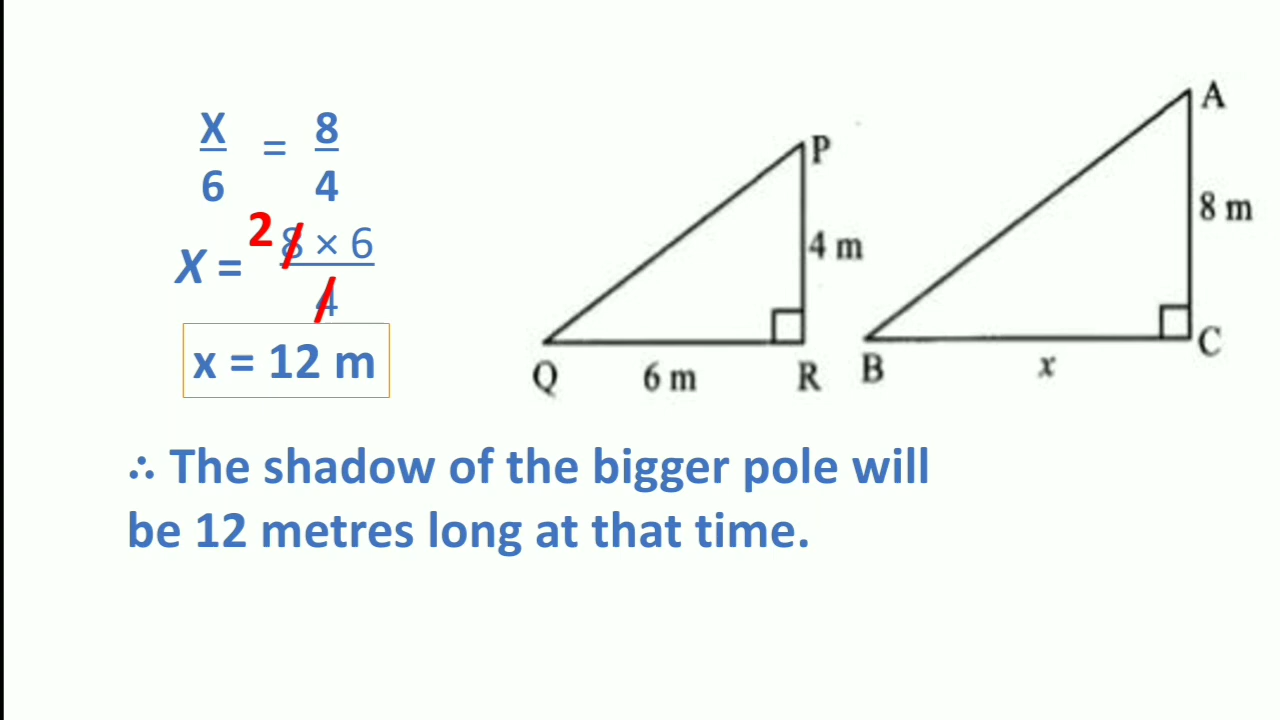 X/6 = 8/4
2
X = 8 × 6 / 4
x = 12 m
P
4 m
Q
6 m
R
A
8 m
B
x
C
∴ The shadow of the bigger pole will
be 12 metres long at that time.